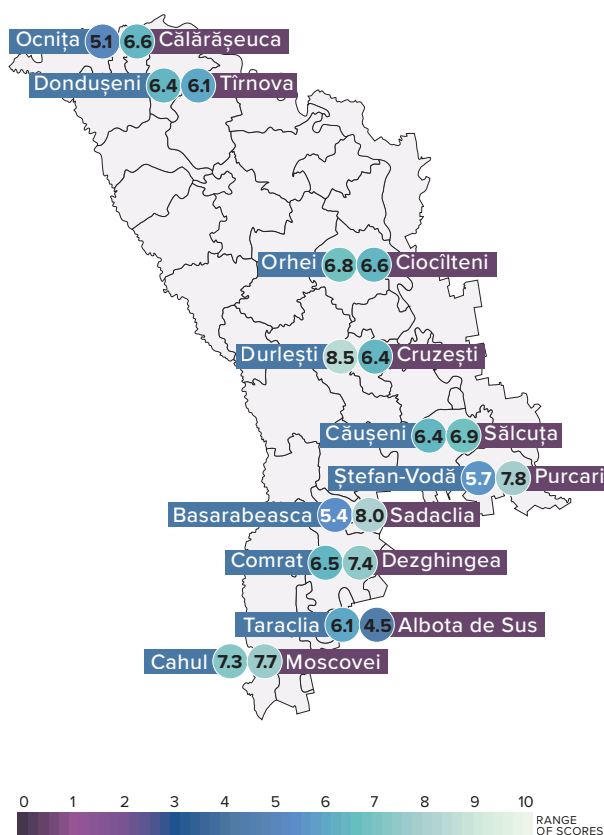 Ocnița 5.1 6.6 Călărășeuca
Dondușeni 6.4 6.1 Tîrnova
Orhei 6.8 6.6 Ciocîlteni
Durlești 8.5 6.4 Cruzești
Căușeni 6.4 6.9 Sălcuța
Ștefan-Vodă 5.7 7.8 Purcari
Basarabeasca 5.4 8.0 Sadaclia
Comrat 6.5 7.4 Dezghingea
Taraclia 6.1 4.5 Albota de Sus
Cahul 7.3 7.7 Moscovei
0 1 2 3 4 5 6 7 8 9 10
RANGE
OF SCORES